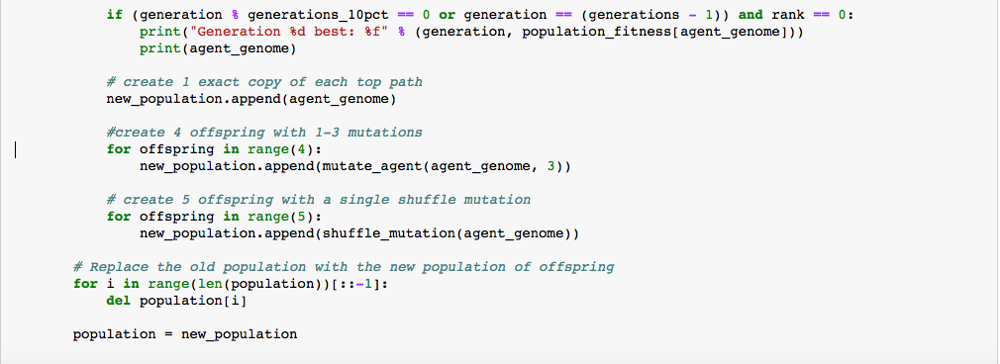 if (generation % generations_10pct == 0 or generation == (generations - 1)) and rank == 0:
print("Generation %d best: %f" % (generation, population_fitness[agent_genome]))
print(agent_genome)
# create 1 exact copy of each top path
new_population.append(agent_genome)
#create 4 offspring with 1-3 mutations
for offspring in range(4):
new_population.append(mutate_agent(agent_genome, 3))
# create 5 offspring with a single shuffle mutation
for offspring in range(5):
new_population.append(shuffle_mutation(agent_genome))
# Replace the old population with the new population of offspring
for i in range(len(population))[::-1]:
del population[i]
population = new_population